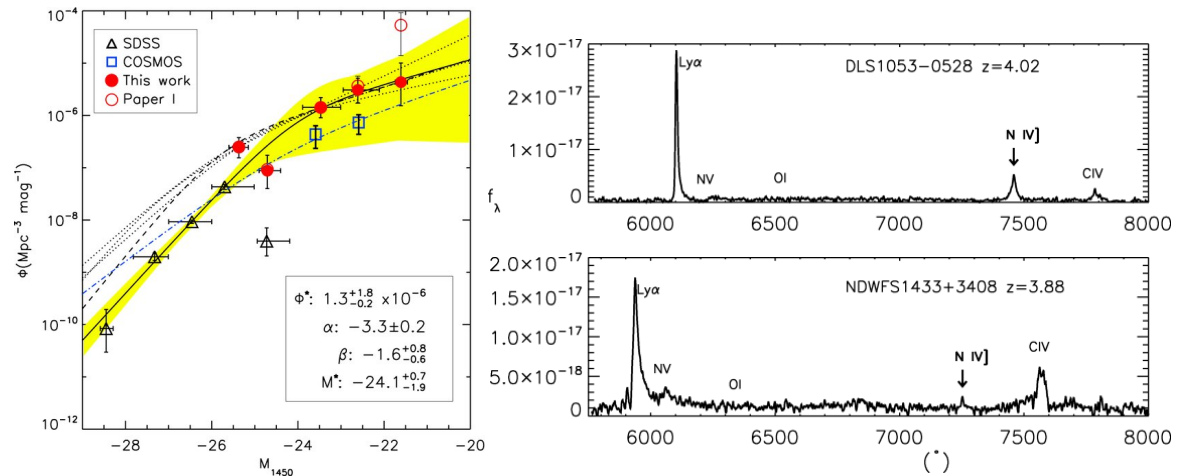 SDSS
COSMOS
This work
Paper I
10⁻⁴
10⁻⁶
10⁻⁸
10⁻¹⁰
10⁻¹²
Φ(Mpc⁻³ mag⁻¹)
Φ*: 1.3 +1.8 −0.2 ×10⁻⁶
α: −3.3±0.2
β: −1.6 +0.8 −0.6
M*: −24.1 +0.7 −1.9
−28 −26 −24 −22 −20
M₁₄₅₀
3×10⁻¹⁷
2×10⁻¹⁷
1×10⁻¹⁷
0
Lyα
DLS1053−0528 z=4.02
NV
OI
N IV]
CIV
6000 6500 7000 7500 8000
f_λ
2.0×10⁻¹⁷
1.5×10⁻¹⁷
1.0×10⁻¹⁷
5.0×10⁻¹⁸
0
Lyα
NDWFS1433+3408 z=3.88
NV
OI
N IV]
CIV
6000 6500 7000 7500 8000
(°)